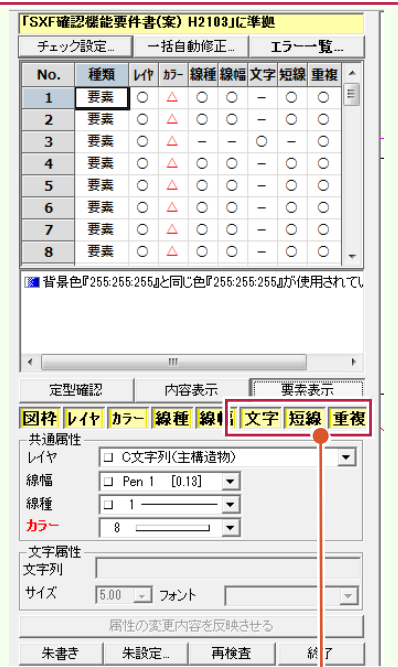 「SXF確認機能要件書(案) H2103」に準拠
チェック設定... 一括自動修正... エラー一覧...
No. 種類 レイヤ カラー 線種 線幅 文字 短線 重複
1 要素 ○ △ ○ ○ － ○ ○
2 要素 ○ △ ○ ○ － ○ ○
3 要素 ○ △ － － ○ － ○
4 要素 ○ △ ○ ○ － ○ ○
5 要素 ○ △ ○ ○ － ○ ○
6 要素 ○ △ ○ ○ － ○ ○
7 要素 ○ △ ○ ○ － ○ ○
8 要素 ○ △ ○ ○ － ○ ○
背景色『255:255:255』と同じ色『255:255:255』が使用されてい
定型確認 内容表示 要素表示
図枠 レイヤ カラー 線種 線幅 文字 短線 重複
共通属性
レイヤ C文字列(主構造物)
線幅 Pen 1 [0.13]
線種 1
カラー 8
文字属性
文字列
サイズ 5.00 フォント
属性の変更内容を反映させる
朱書き 朱設定... 再検査 終了